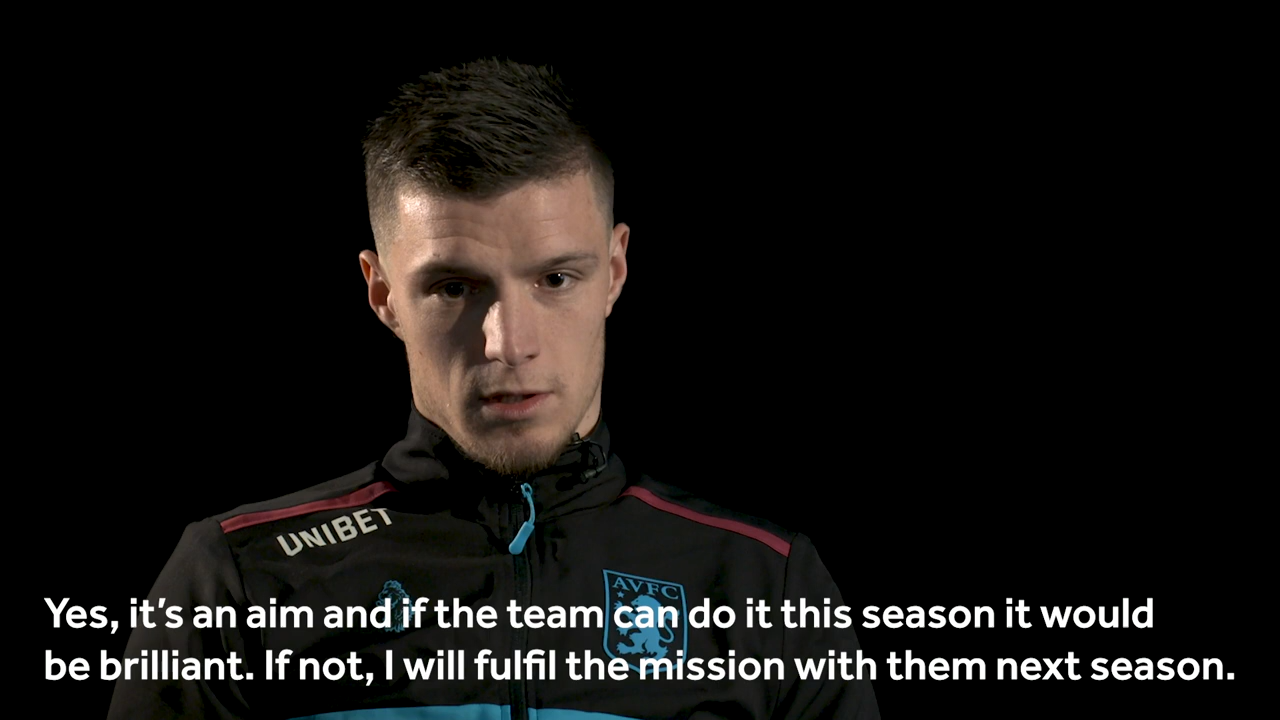 UNIBET
AVFC
Yes, it's an aim and if the team can do it this season it would
be brilliant. If not, I will fulfil the mission with them next season.